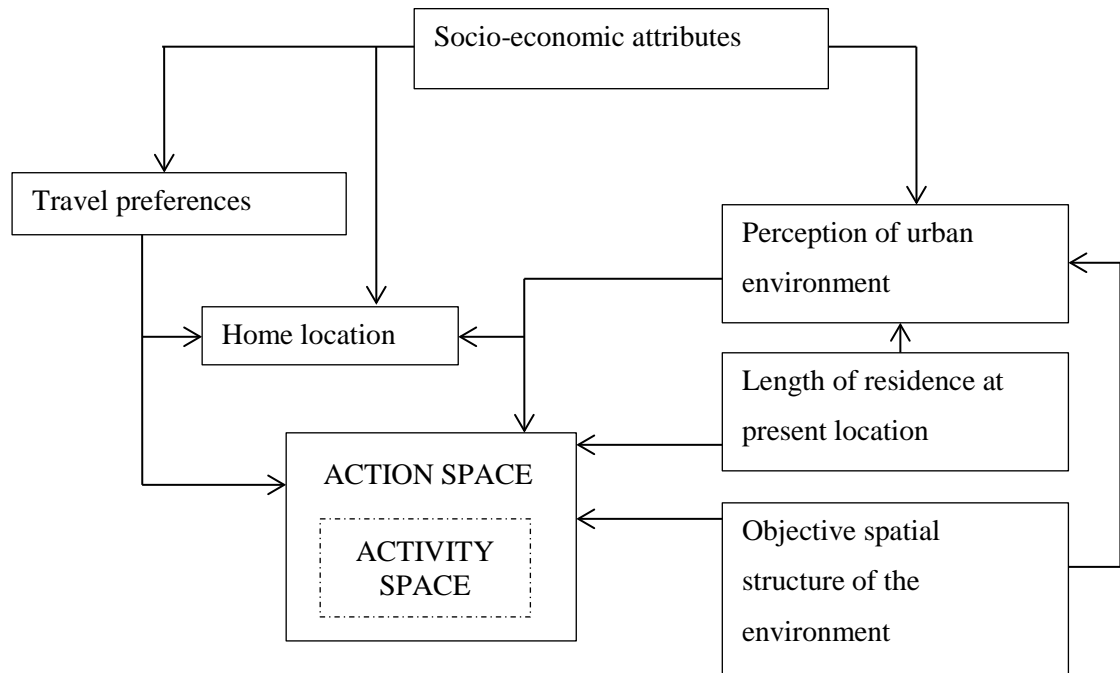 Socio-economic attributes
Travel preferences
Perception of urban
environment
Home location
Length of residence at
present location
ACTION SPACE
ACTIVITY
SPACE
Objective spatial
structure of the
environment